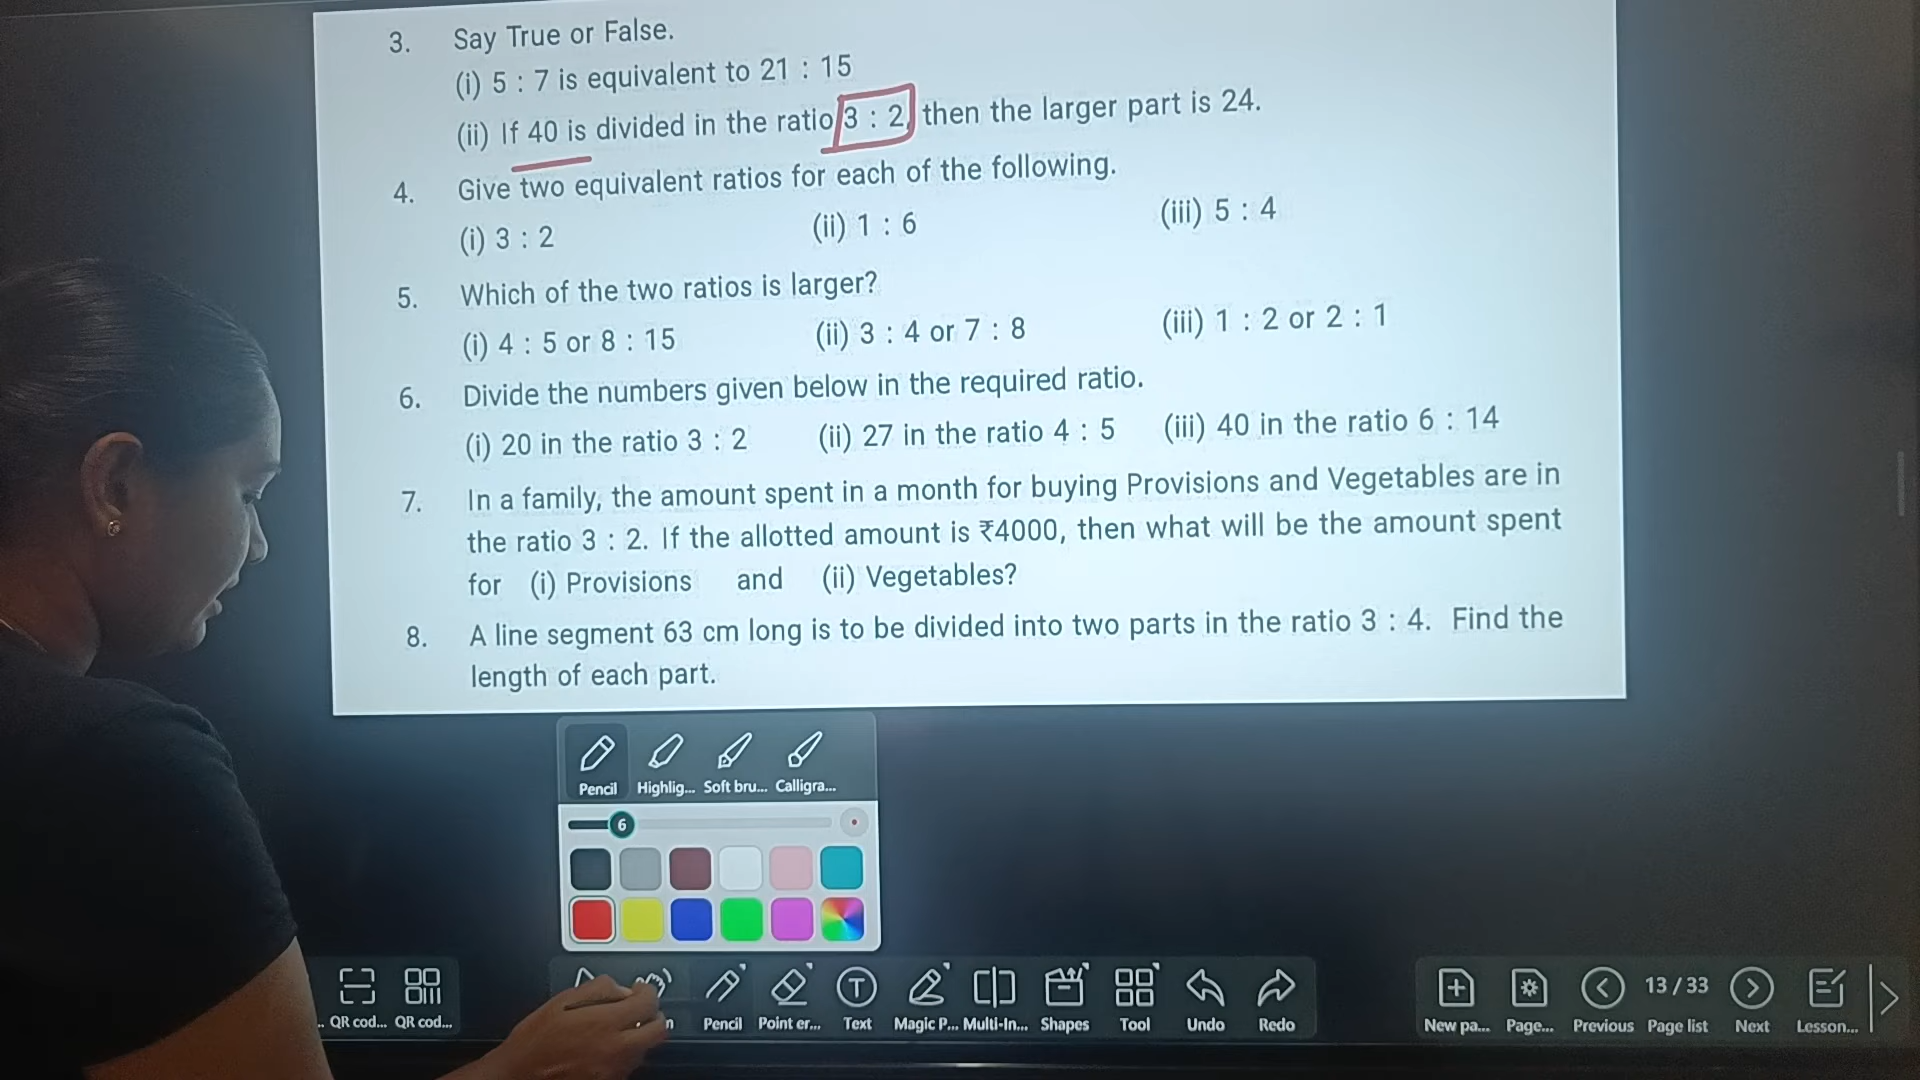 3. Say True or False.
(i) 5 : 7 is equivalent to 21 : 15
(ii) If 40 is divided in the ratio 3 : 2, then the larger part is 24.
4. Give two equivalent ratios for each of the following.
(i) 3 : 2 (ii) 1 : 6 (iii) 5 : 4
5. Which of the two ratios is larger?
(i) 4 : 5 or 8 : 15 (ii) 3 : 4 or 7 : 8 (iii) 1 : 2 or 2 : 1
6. Divide the numbers given below in the required ratio.
(i) 20 in the ratio 3 : 2 (ii) 27 in the ratio 4 : 5 (iii) 40 in the ratio 6 : 14
7. In a family, the amount spent in a month for buying Provisions and Vegetables are in
the ratio 3 : 2. If the allotted amount is ₹4000, then what will be the amount spent
for (i) Provisions and (ii) Vegetables?
8. A line segment 63 cm long is to be divided into two parts in the ratio 3 : 4. Find the
length of each part.
Pencil Highlig... Soft bru... Calligra...
6
.. QR cod... QR cod... Pencil Point er... Text Magic P... Multi-In... Shapes Tool Undo Redo New pa... Page... Previous 13 / 33 Page list Next Lesson...